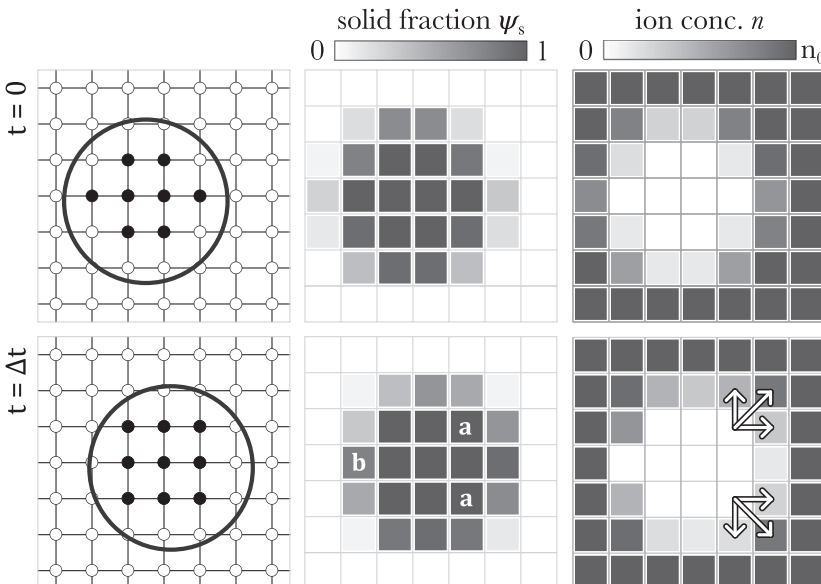 solid fraction ψs
ion conc. n
0
1
0
n0
t = 0
t = Δt
a
b
a